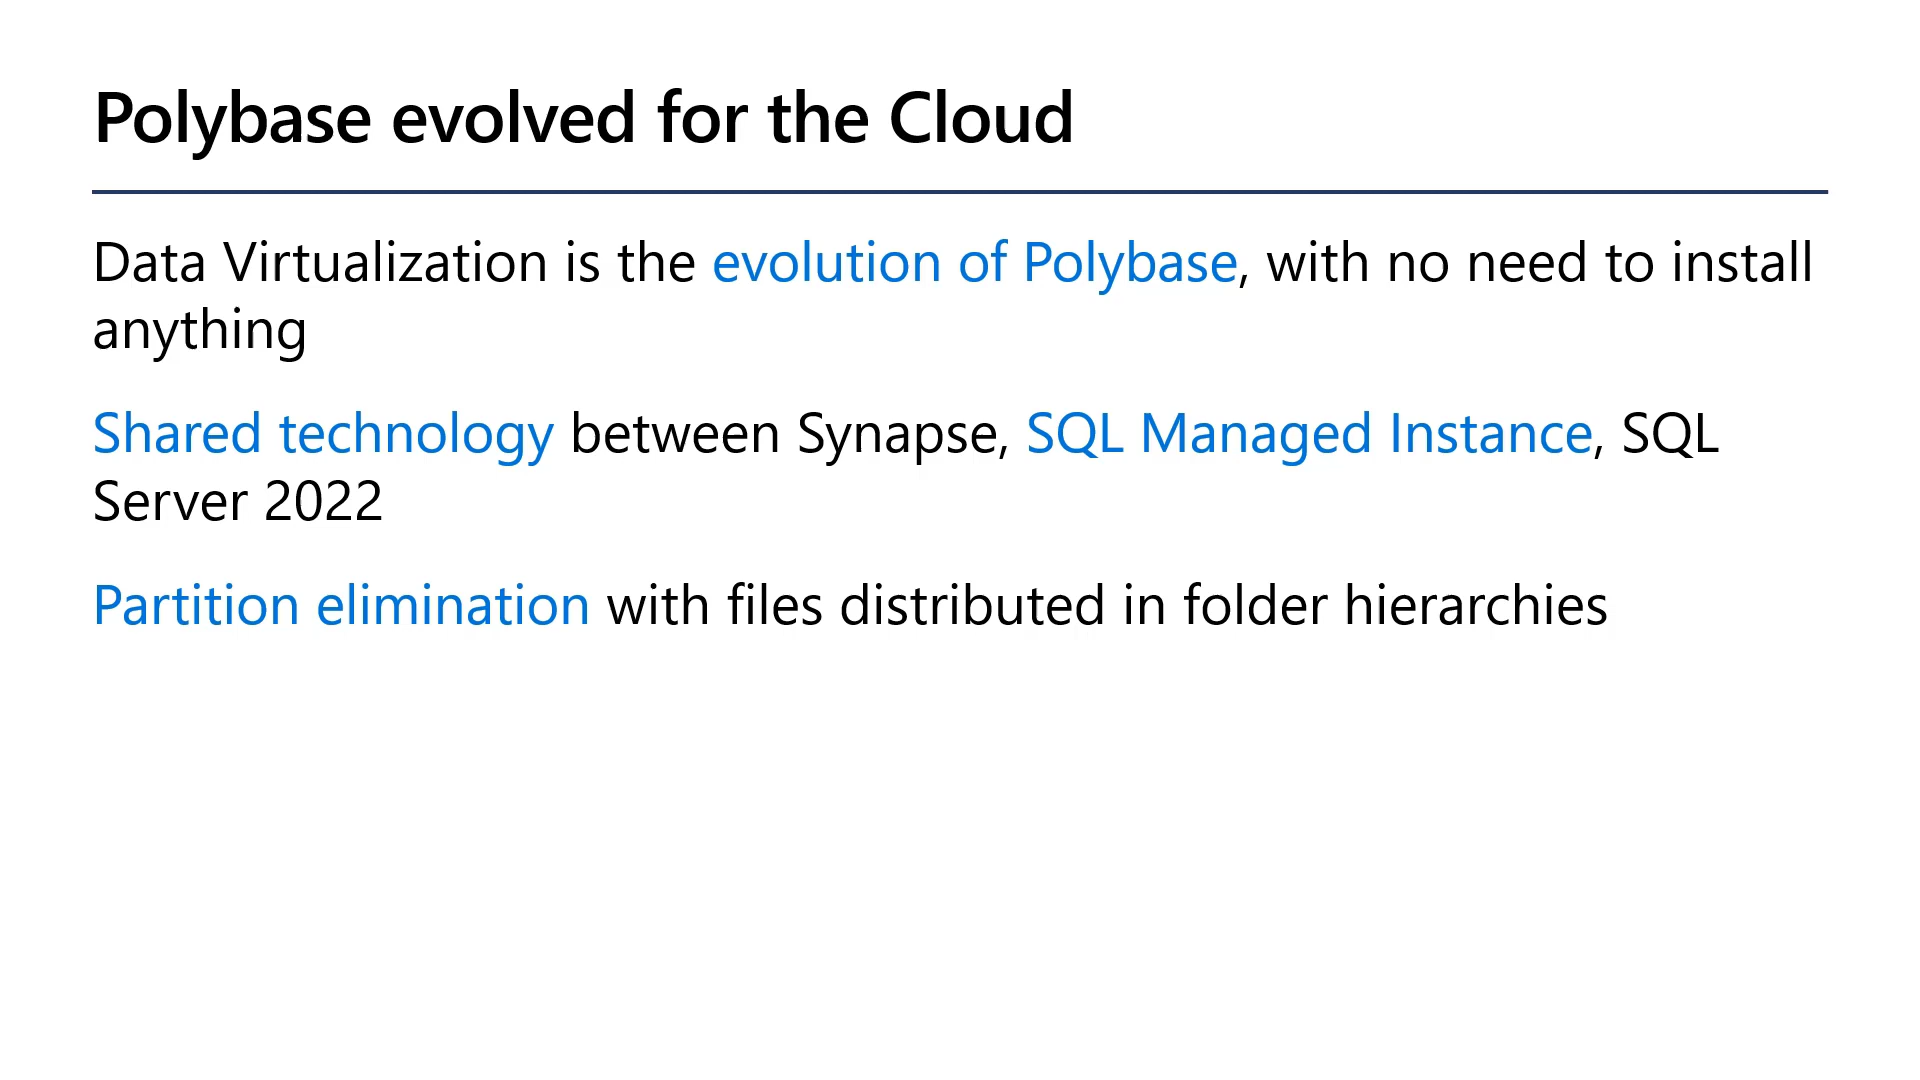 Polybase evolved for the Cloud
Data Virtualization is the evolution of Polybase, with no need to install
anything
Shared technology between Synapse, SQL Managed Instance, SQL
Server 2022
Partition elimination with files distributed in folder hierarchies